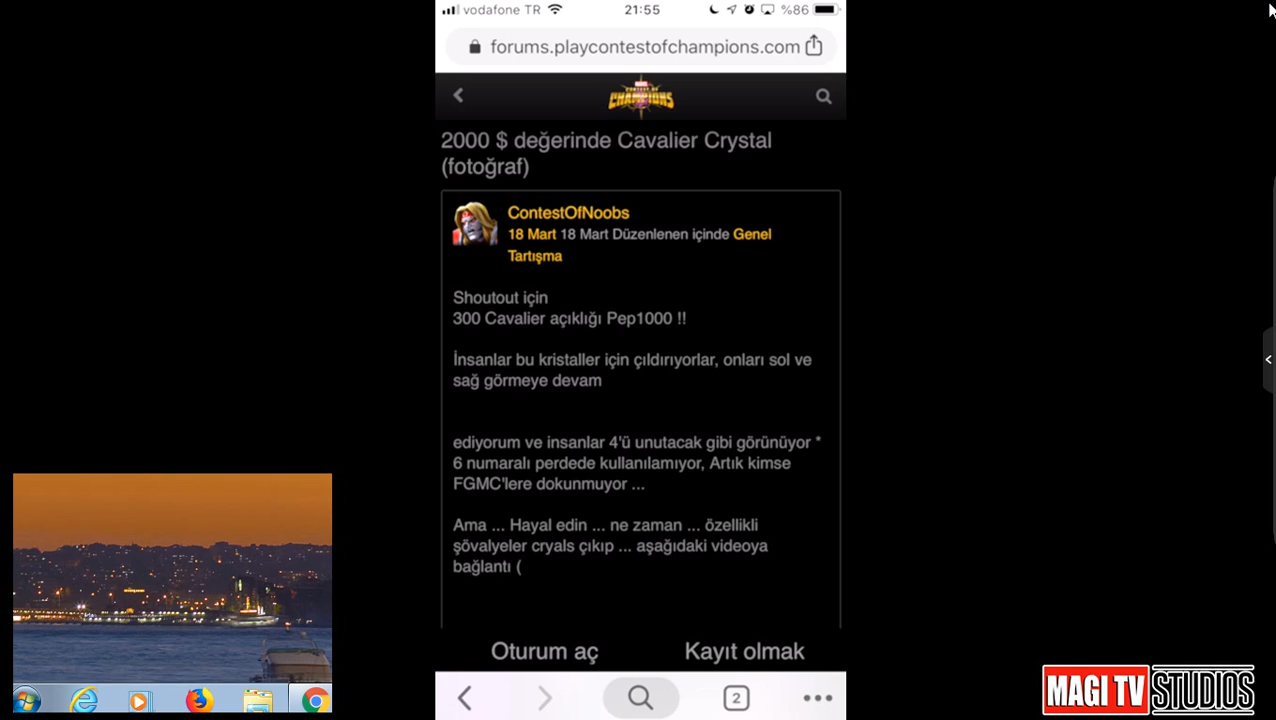 vodafone TR
21:55
%86
forums.playcontestofchampions.com
MARVEL
CONTEST OF
CHAMPIONS
2000 $ değerinde Cavalier Crystal
(fotoğraf)
ContestOfNoobs
18 Mart 18 Mart Düzenlenen içinde Genel
Tartışma
Shoutout için
300 Cavalier açıklığı Pep1000 !!
İnsanlar bu kristaller için çıldırıyorlar, onları sol ve
sağ görmeye devam
ediyorum ve insanlar 4'ü unutacak gibi görünüyor *
6 numaralı perdede kullanılamıyor, Artık kimse
FGMC'lere dokunmuyor ...
Ama ... Hayal edin ... ne zaman ... özellikli
şövalyeler cryals çıkıp ... aşağıdaki videoya
bağlantı (
Oturum aç
Kayıt olmak
2
MAGI TV STUDIOS